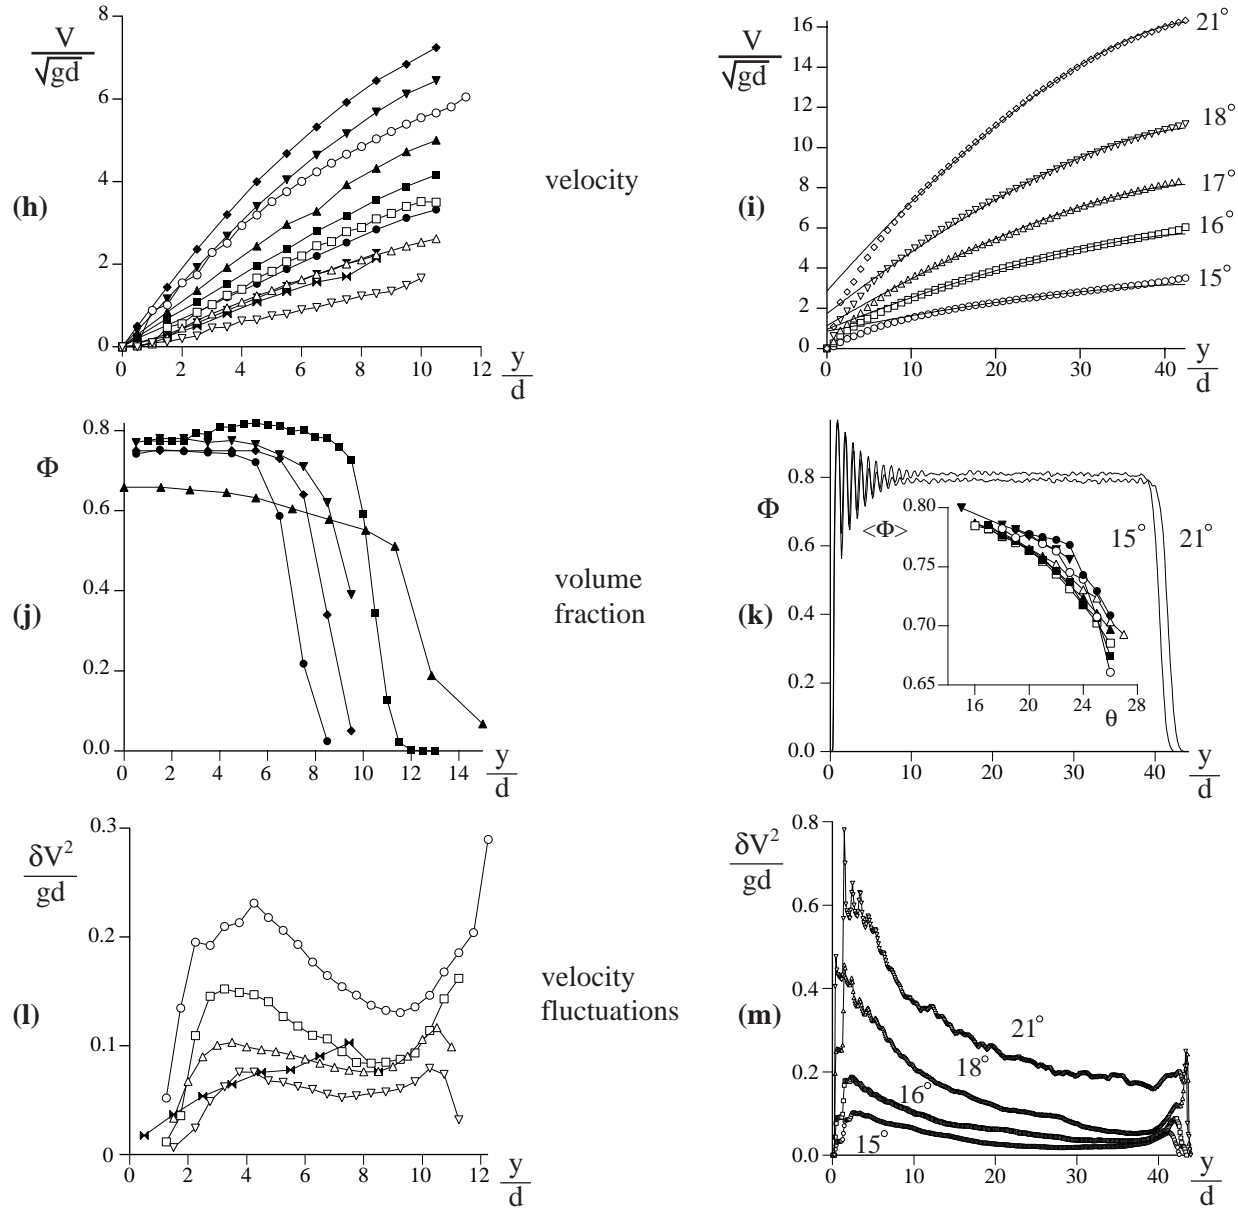 (h)
V
√gd
8
6
4
2
0
0 2 4 6 8 10 12
y
d
velocity
(i)
V
√gd
16
14
12
10
8
6
4
2
0
0 10 20 30 40
y
d
21°
18°
17°
16°
15°
(j)
Φ
0.8
0.6
0.4
0.2
0.0
0 2 4 6 8 10 12 14
y
d
volume
fraction
(k)
Φ
0.8
0.6
0.4
0.2
0.0
0 10 20 30 40
y
d
15° 21°
<Φ>
0.80
0.75
0.70
0.65
16 20 24 28
θ
(l)
δV²
gd
0.3
0.2
0.1
0.0
0 2 4 6 8 10 12
y
d
velocity
fluctuations
(m)
δV²
gd
0.8
0.6
0.4
0.2
0.0
0 10 20 30 40
y
d
21°
18°
16°
15°